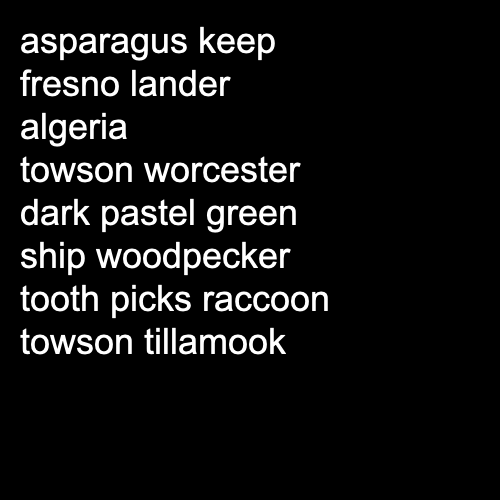 asparagus keep
fresno lander
algeria
towson worcester
dark pastel green
ship woodpecker
tooth picks raccoon
towson tillamook